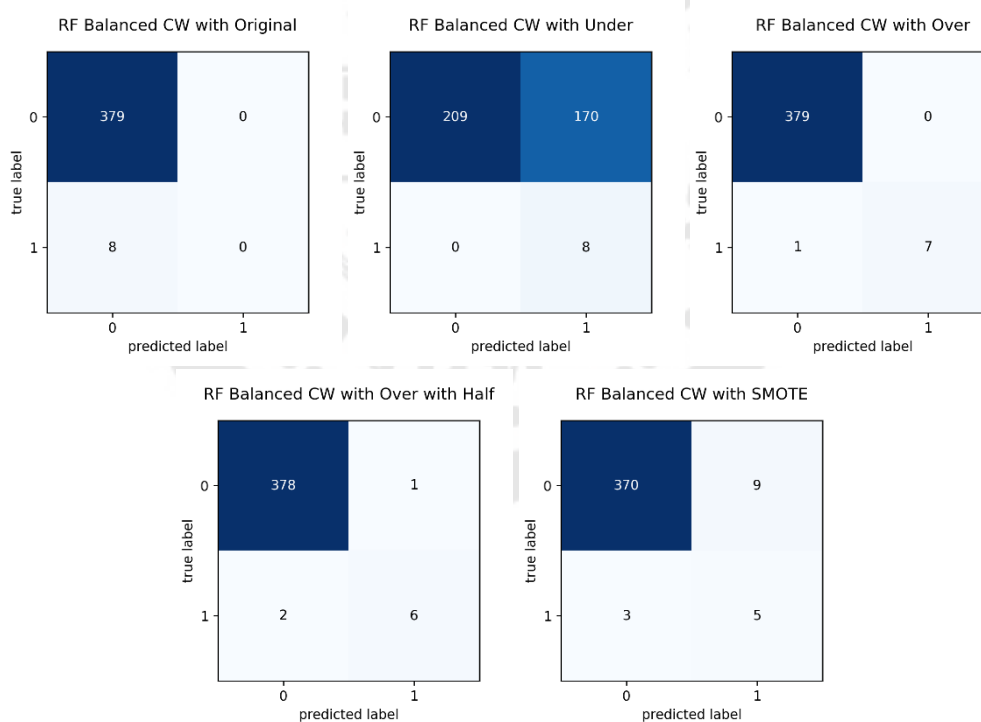 RF Balanced CW with Original
0
379
0
true label
1
8
0
0
1
predicted label
RF Balanced CW with Under
0
209
170
true label
1
0
8
0
1
predicted label
RF Balanced CW with Over
0
379
0
true label
1
1
7
0
1
predicted label
RF Balanced CW with Over with Half
0
378
1
true label
1
2
6
0
1
predicted label
RF Balanced CW with SMOTE
0
370
9
true label
1
3
5
0
1
predicted label